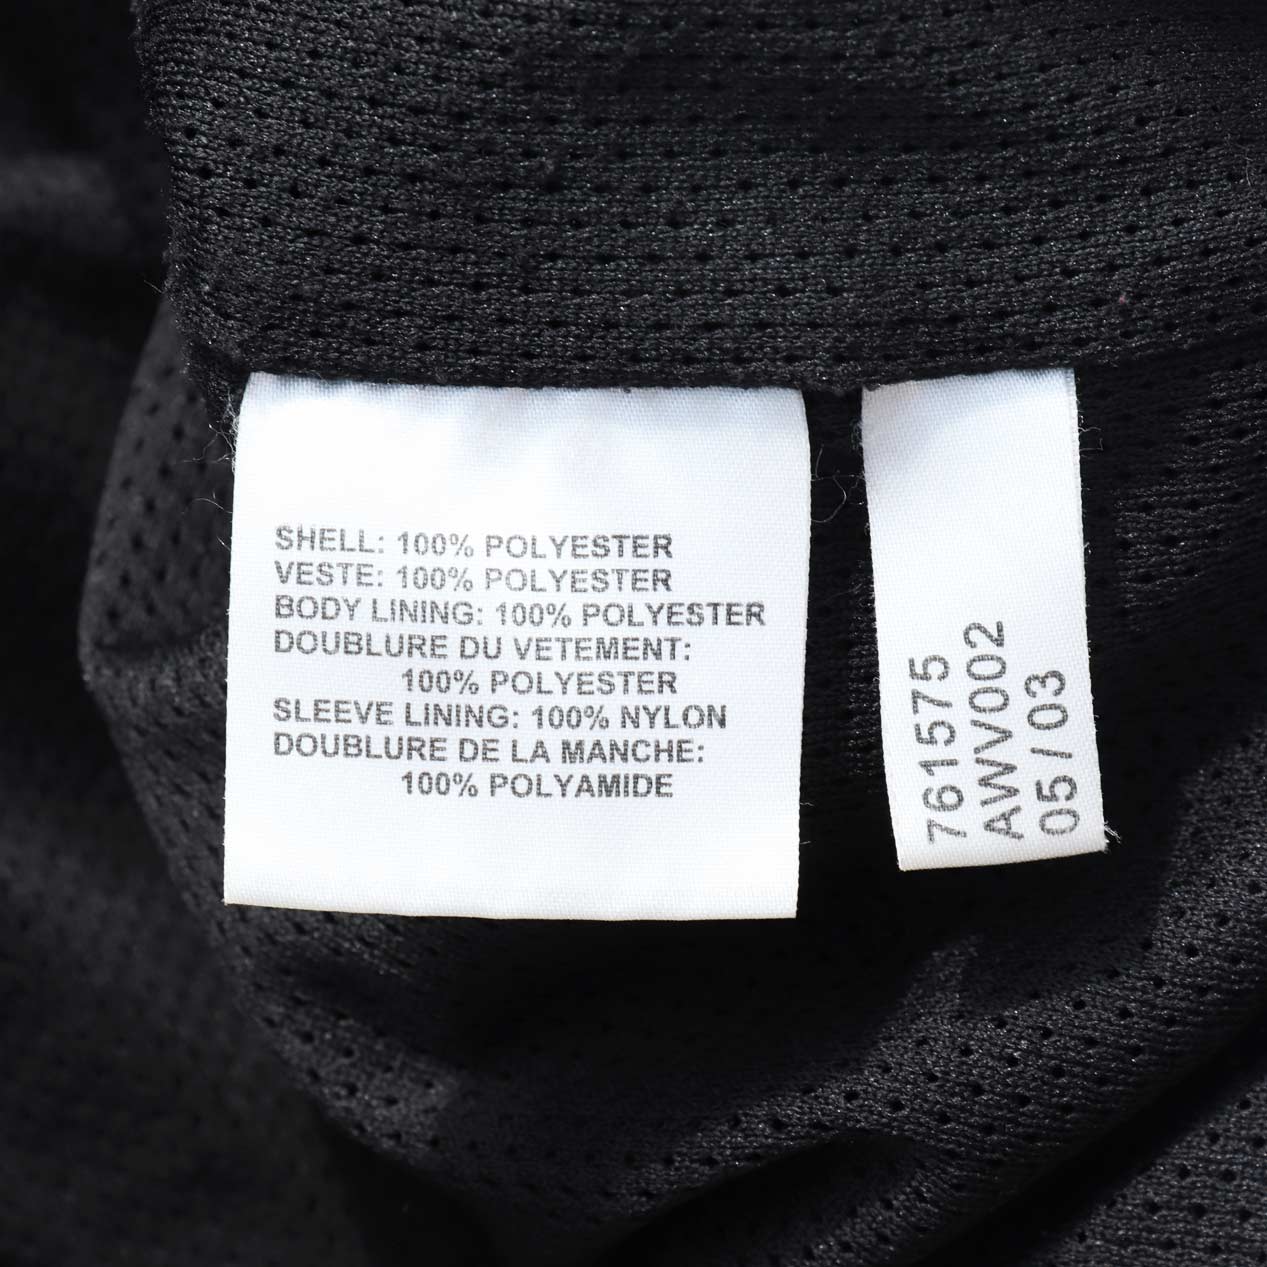 SHELL: 100% POLYESTER
VESTE: 100% POLYESTER
BODY LINING: 100% POLYESTER
DOUBLURE DU VETEMENT:
100% POLYESTER
SLEEVE LINING: 100% NYLON
DOUBLURE DE LA MANCHE:
100% POLYAMIDE
761575
AWV002
05 / 03